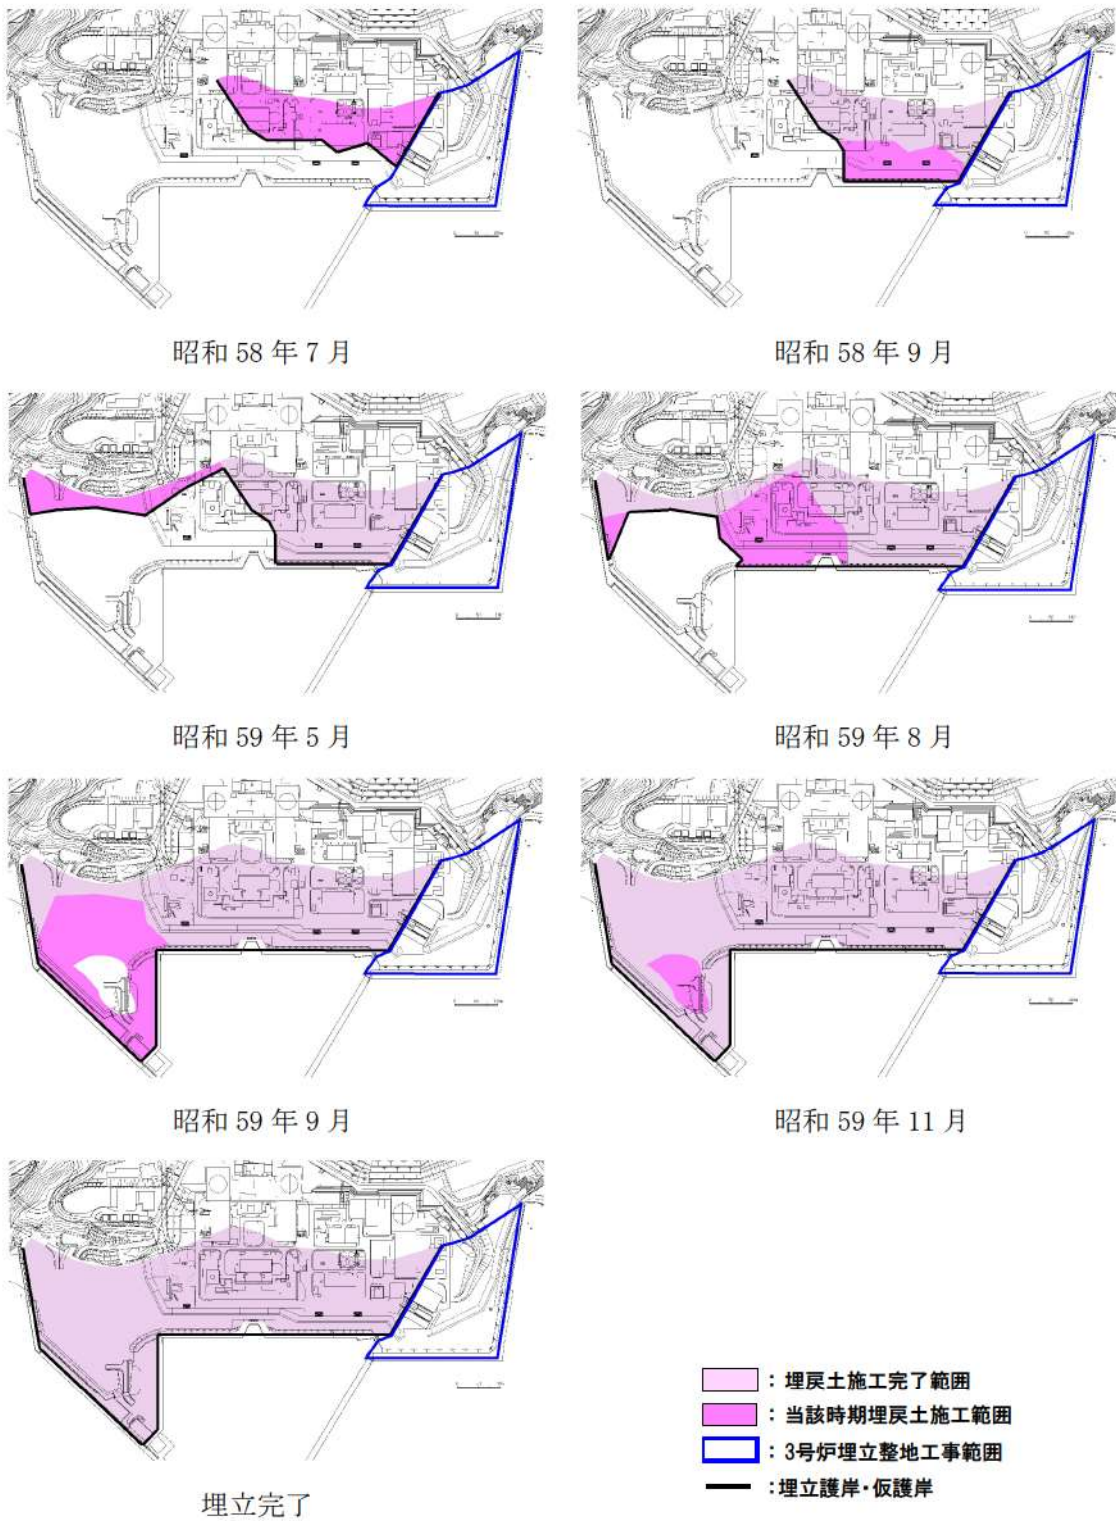 昭和 58 年 7 月
昭和 58 年 9 月
昭和 59 年 5 月
昭和 59 年 8 月
昭和 59 年 9 月
昭和 59 年 11 月
埋立完了
：埋戻土施工完了範囲
：当該時期埋戻土施工範囲
：3号炉埋立整地工事範囲
：埋立護岸・仮護岸